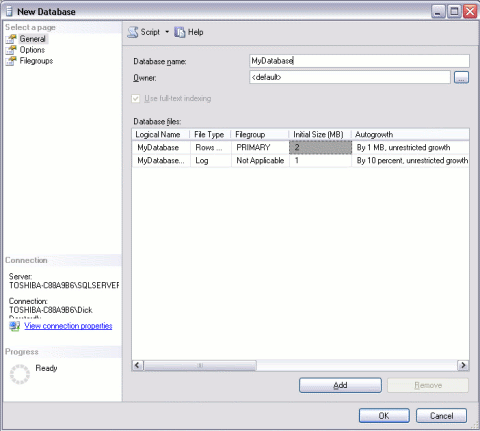 New Database
Select a page
General
Options
Filegroups
Script
Help
Database name:
MyDatabase
Owner:
<default>
...
Use full-text indexing
Database files:
Logical Name File Type Filegroup Initial Size (MB) Autogrowth
MyDatabase Rows ... PRIMARY 2 By 1 MB, unrestricted growth
MyDatabase... Log Not Applicable 1 By 10 percent, unrestricted growth
Connection
Server:
TOSHIBA-C88A9B6\SQLSERVER
Connection:
TOSHIBA-C88A9B6\Dick
View connection properties
Progress
Ready
Add
Remove
OK
Cancel